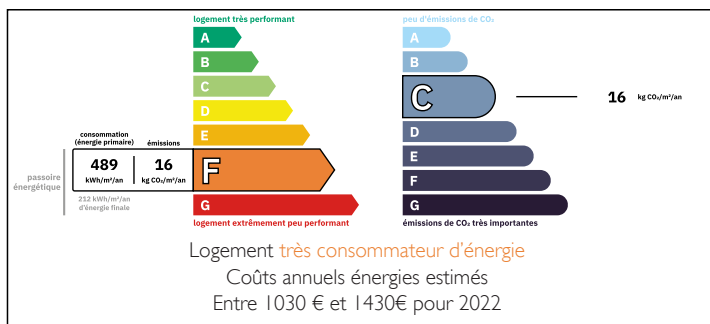 logement très performant
A
B
C
D
E
consommation
(énergie primaire)
émissions
489
kWh/m²/an
16
kg CO₂/m²/an
F
passoire
énergétique
212 kWh/m²/an
d'énergie finale
G
logement extrêmement peu performant
peu d'émissions de CO₂
A
B
C
16 kg CO₂/m²/an
D
E
F
G
émissions de CO₂ très importantes
Logement très consommateur d'énergie
Coûts annuels énergies estimés
Entre 1030 € et 1430€ pour 2022